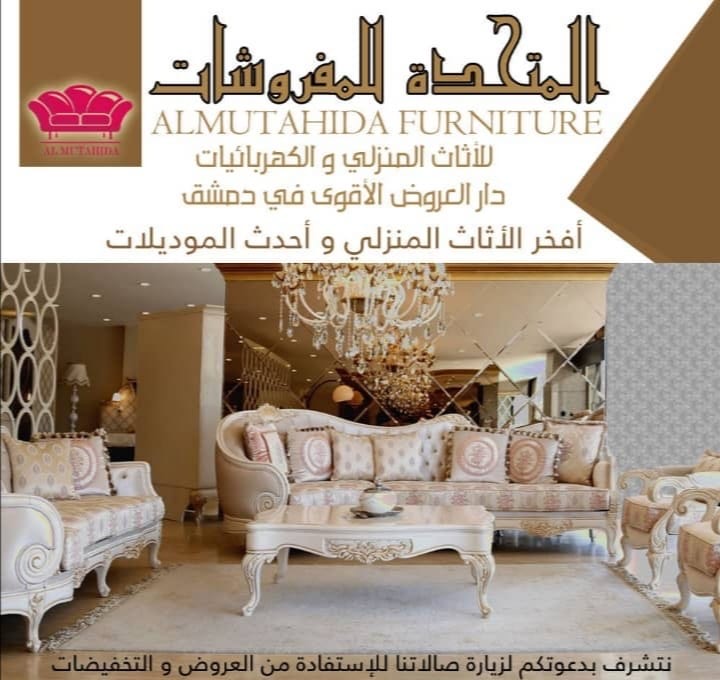 المتحدة للمفروشات
ALMUTAHIDA FURNITURE
AL MUTAHIDA
للأثاث المنزلي و الكهربائيات
دار العروض الأقوى في دمشق
أفخر الأثاث المنزلي و أحدث الموديلات
نتشرف بدعوتكم لزيارة صالاتنا للإستفادة من العروض و التخفيضات